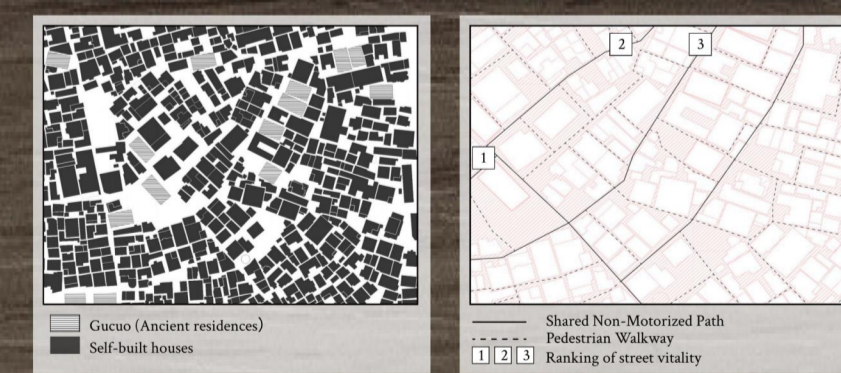 2
3
1
Gucuo (Ancient residences)
Self-built houses
Shared Non-Motorized Path
Pedestrian Walkway
1 2 3 Ranking of street vitality